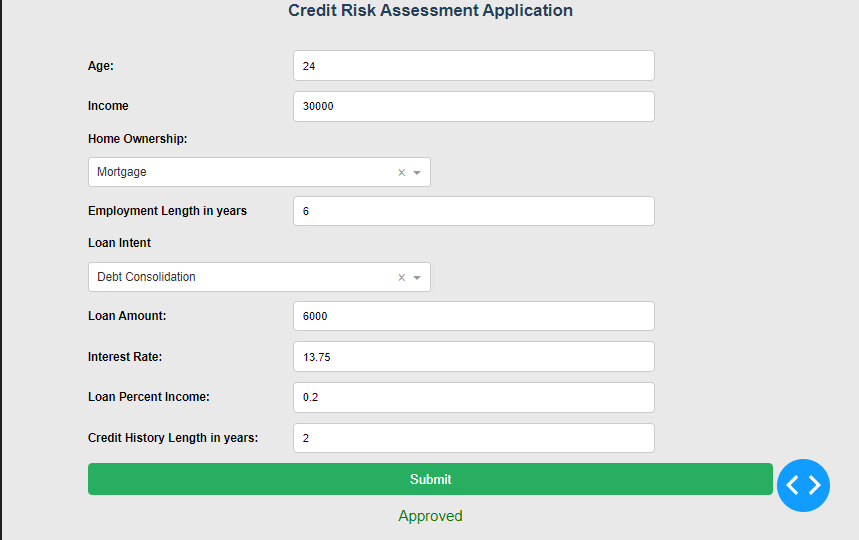 Credit Risk Assessment Application
Age: 24
Income 30000
Home Ownership:
Mortgage
Employment Length in years 6
Loan Intent
Debt Consolidation
Loan Amount: 6000
Interest Rate: 13.75
Loan Percent Income: 0.2
Credit History Length in years: 2
Submit
Approved